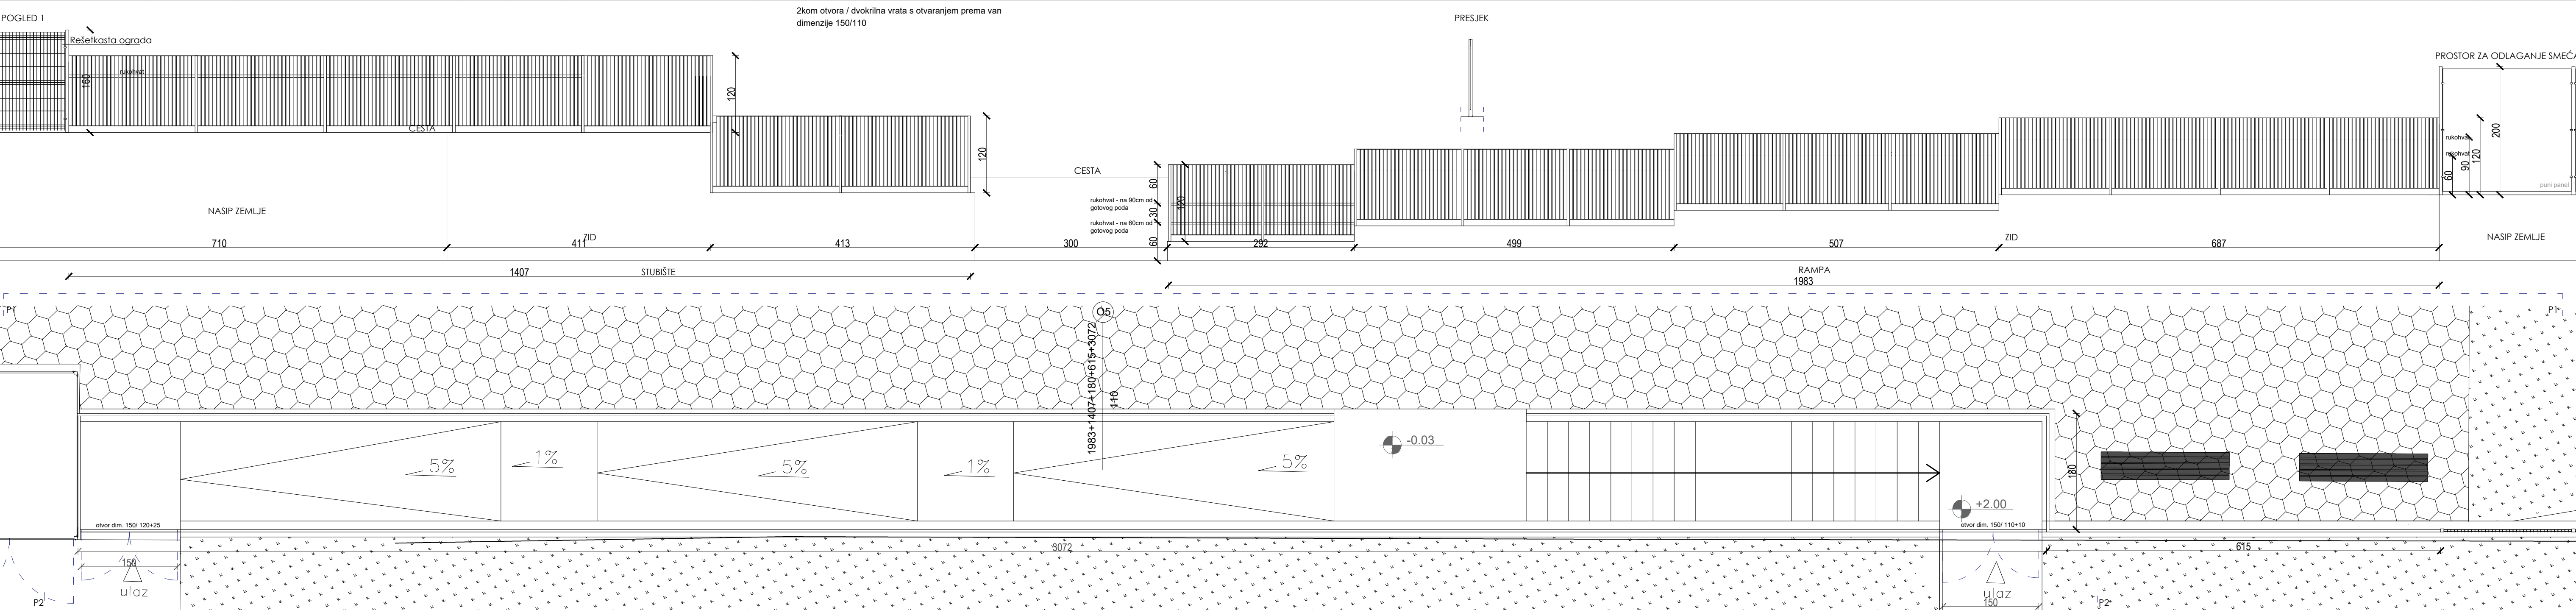 POGLED 1
2kom otvora / dvokrilna vrata s otvaranjem prema van
dimenzije 150/110
PRESJEK
Rešetkasta ograda
PROSTOR ZA ODLAGANJE SMEĆA
rukohvat
160
120
CESTA
120
CESTA
60
30
60
120
rukohvat - na 90cm od
gotovog poda
rukohvat - na 60cm od
gotovog poda
rukohvat
rukohvat
60
90
120
200
puni panel
NASIP ZEMLJE
ZID
ZID
NASIP ZEMLJE
710
411
413
300
292
499
507
687
1407
STUBIŠTE
RAMPA
1983
P1
O5
P1
1983+1407+180+615+3072
110
-0.03
5%
1%
5%
1%
5%
180
+2.00
otvor dim. 150/ 120+25
otvor dim. 150/ 110+10
3072
615
150
ulaz
ulaz
150
P2
P2